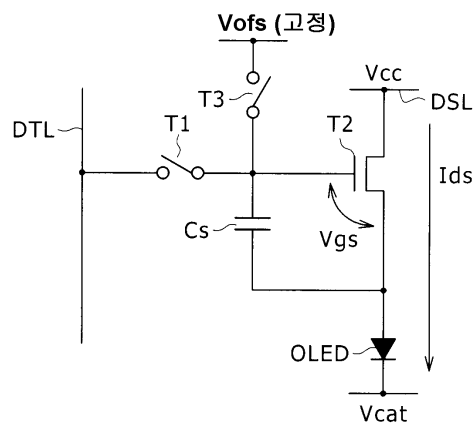 Vofs (고정)
Vcc
DSL
T3
DTL
T1
T2
Ids
Cs
Vgs
OLED
Vcat